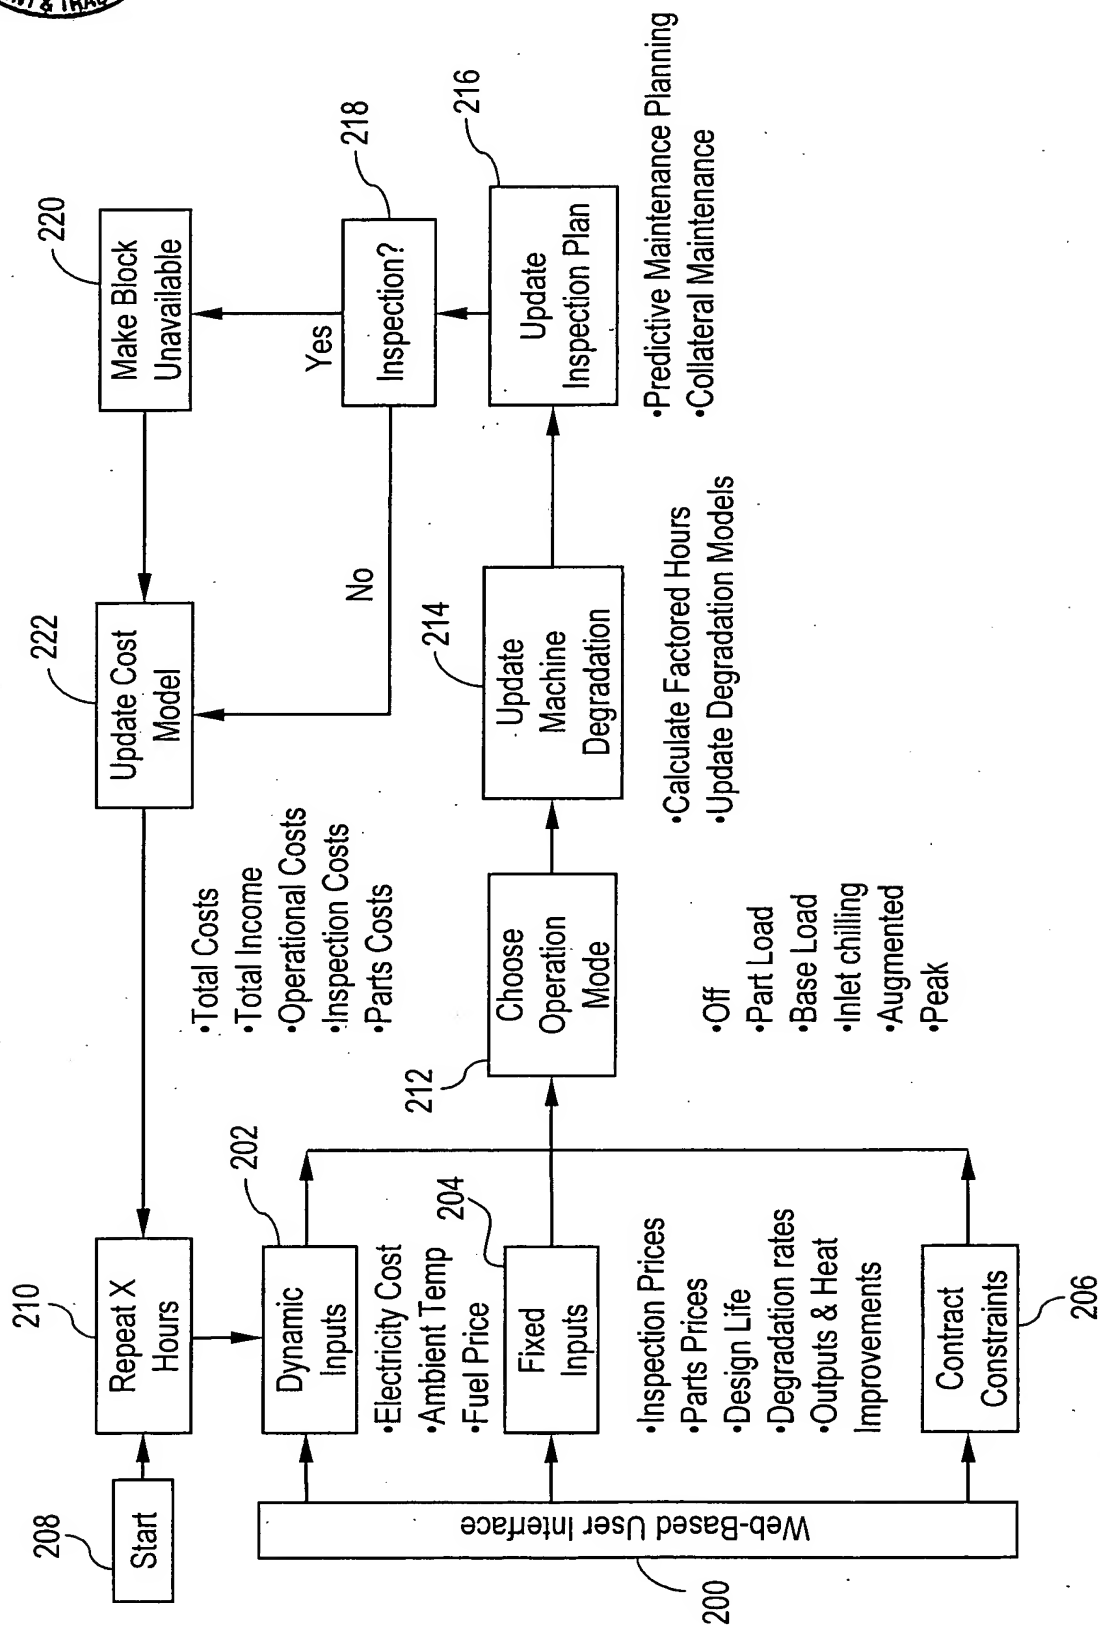 NT & TRAD
208
Start
210
Repeat X
Hours
222
Update Cost
Model
220
Make Block
Unavailable
•Total Costs
•Total Income
•Operational Costs
•Inspection Costs
•Parts Costs
Yes
No
218
Inspection?
200
Web-Based User Interface
202
Dynamic
Inputs
•Electricity Cost
•Ambient Temp
•Fuel Price
204
Fixed
Inputs
•Inspection Prices
•Parts Prices
•Design Life
•Degradation rates
•Outputs & Heat
Improvements
Contract
Constraints
206
212
Choose
Operation
Mode
•Off
•Part Load
•Base Load
•Inlet chilling
•Augmented
•Peak
214
Update
Machine
Degradation
•Calculate Factored Hours
•Update Degradation Models
216
Update
Inspection Plan
•Predictive Maintenance Planning
•Collateral Maintenance